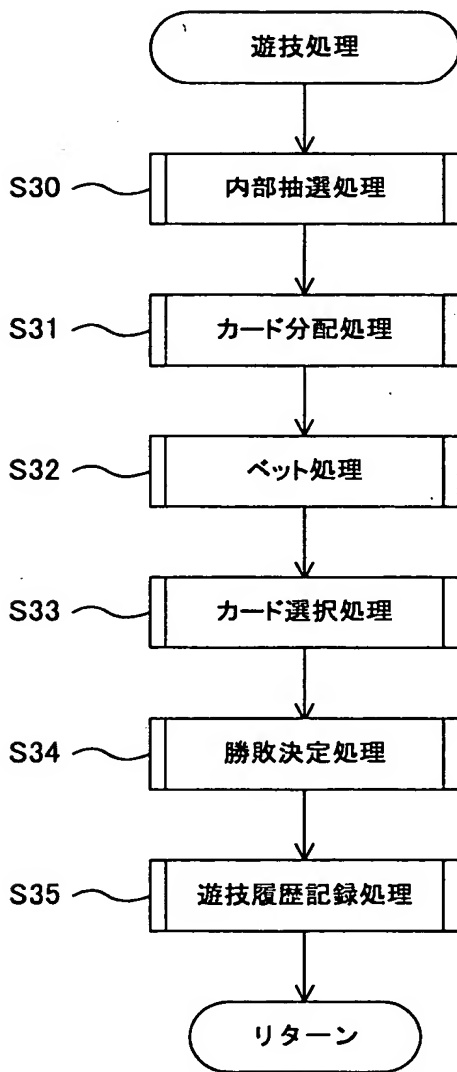 遊技処理
S30 内部抽選処理
S31 カード分配処理
S32 ベット処理
S33 カード選択処理
S34 勝敗決定処理
S35 遊技履歴記録処理
リターン